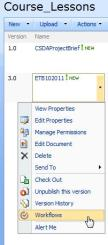 Course_Lessons
New Upload Actions
Version Name
1.0 CSDAProjectBrief ! NEW
3.0 ETB102011 ! NEW
View Properties
Edit Properties
Manage Permissions
Edit Document
Delete
Send To
Check Out
Unpublish this version
Version History
Workflows
Alert Me